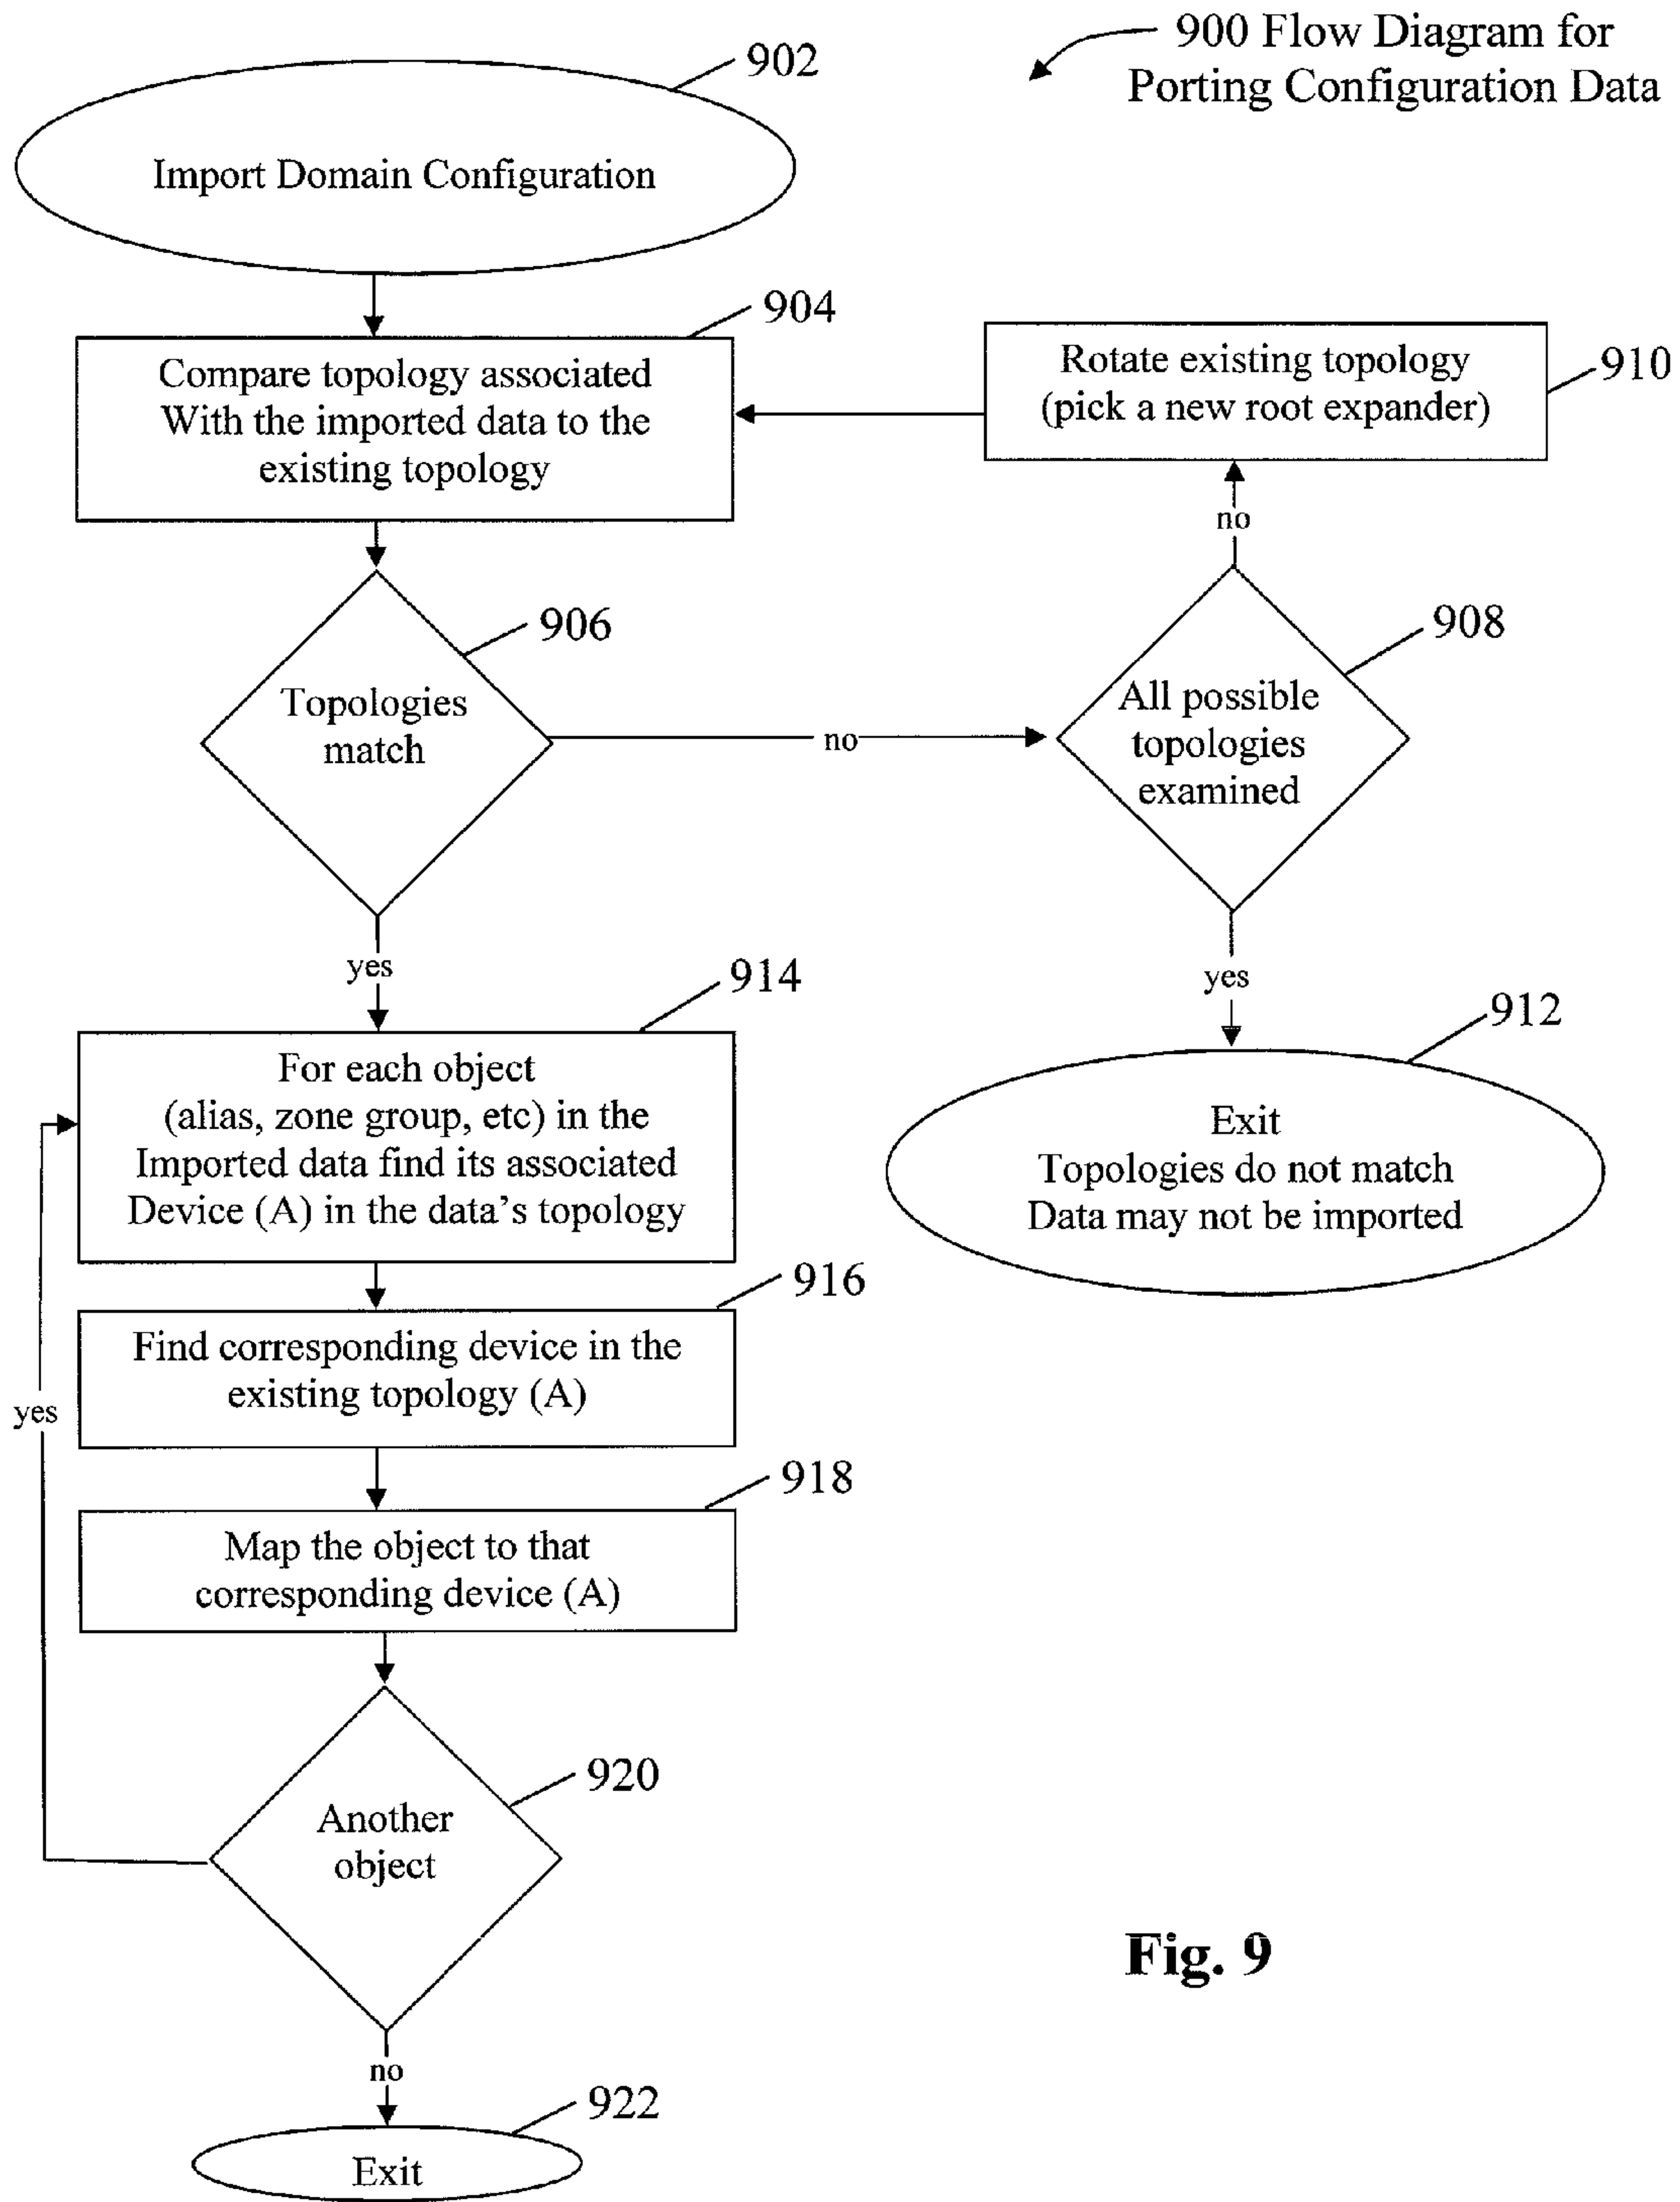 900 Flow Diagram for
Porting Configuration Data
902
Import Domain Configuration
904
Compare topology associated
With the imported data to the
existing topology
910
Rotate existing topology
(pick a new root expander)
no
906
Topologies
match
no
908
All possible
topologies
examined
yes
yes
912
Exit
Topologies do not match
Data may not be imported
914
For each object
(alias, zone group, etc) in the
Imported data find its associated
Device (A) in the data's topology
916
Find corresponding device in the
existing topology (A)
yes
918
Map the object to that
corresponding device (A)
920
Another
object
no
922
Exit
Fig. 9